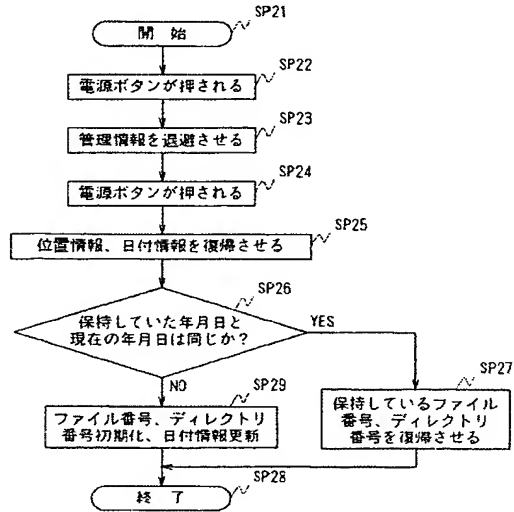 SP21
開 始
SP22
電源ボタンが押される
SP23
管理情報を退避させる
SP24
電源ボタンが押される
SP25
位置情報、日付情報を復帰させる
SP26
保持していた年月日と
現在の年月日は同じか?
YES
NO
SP29
ファイル番号、ディレクトリ
番号初期化、日付情報更新
SP27
保持しているファイル
番号、ディレクトリ
番号を復帰させる
SP28
終 了